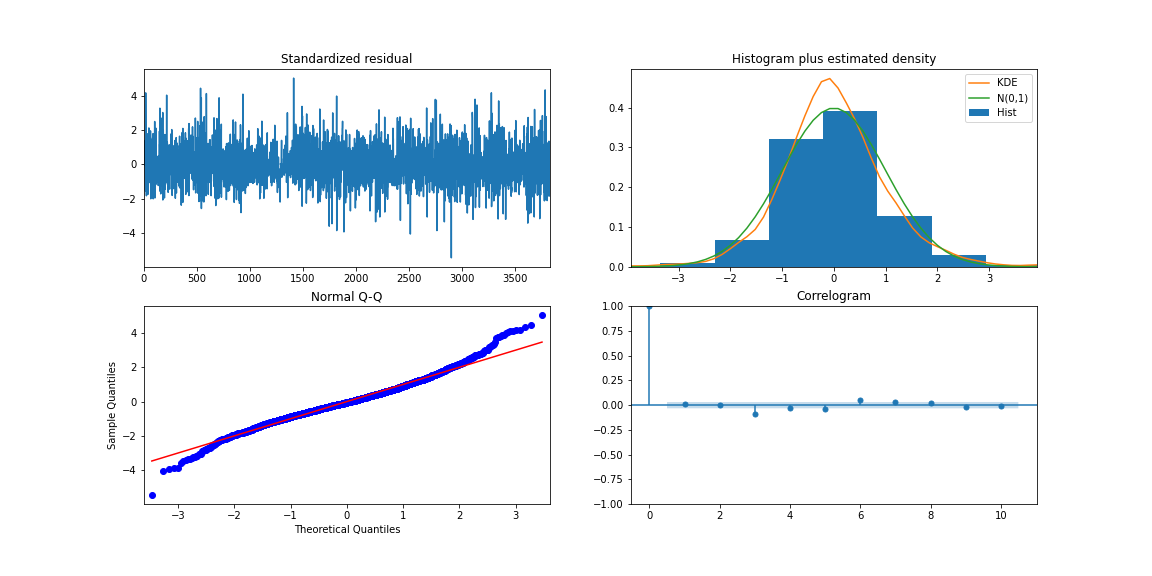 Standardized residual
4
2
0
−2
−4
0 500 1000 1500 2000 2500 3000 3500
Histogram plus estimated density
KDE
N(0,1)
Hist
0.4
0.3
0.2
0.1
0.0
−3 −2 −1 0 1 2 3
Normal Q-Q
Sample Quantiles
4
2
0
−2
−4
−3 −2 −1 0 1 2 3
Theoretical Quantiles
Correlogram
1.00
0.75
0.50
0.25
0.00
−0.25
−0.50
−0.75
−1.00
0 2 4 6 8 10